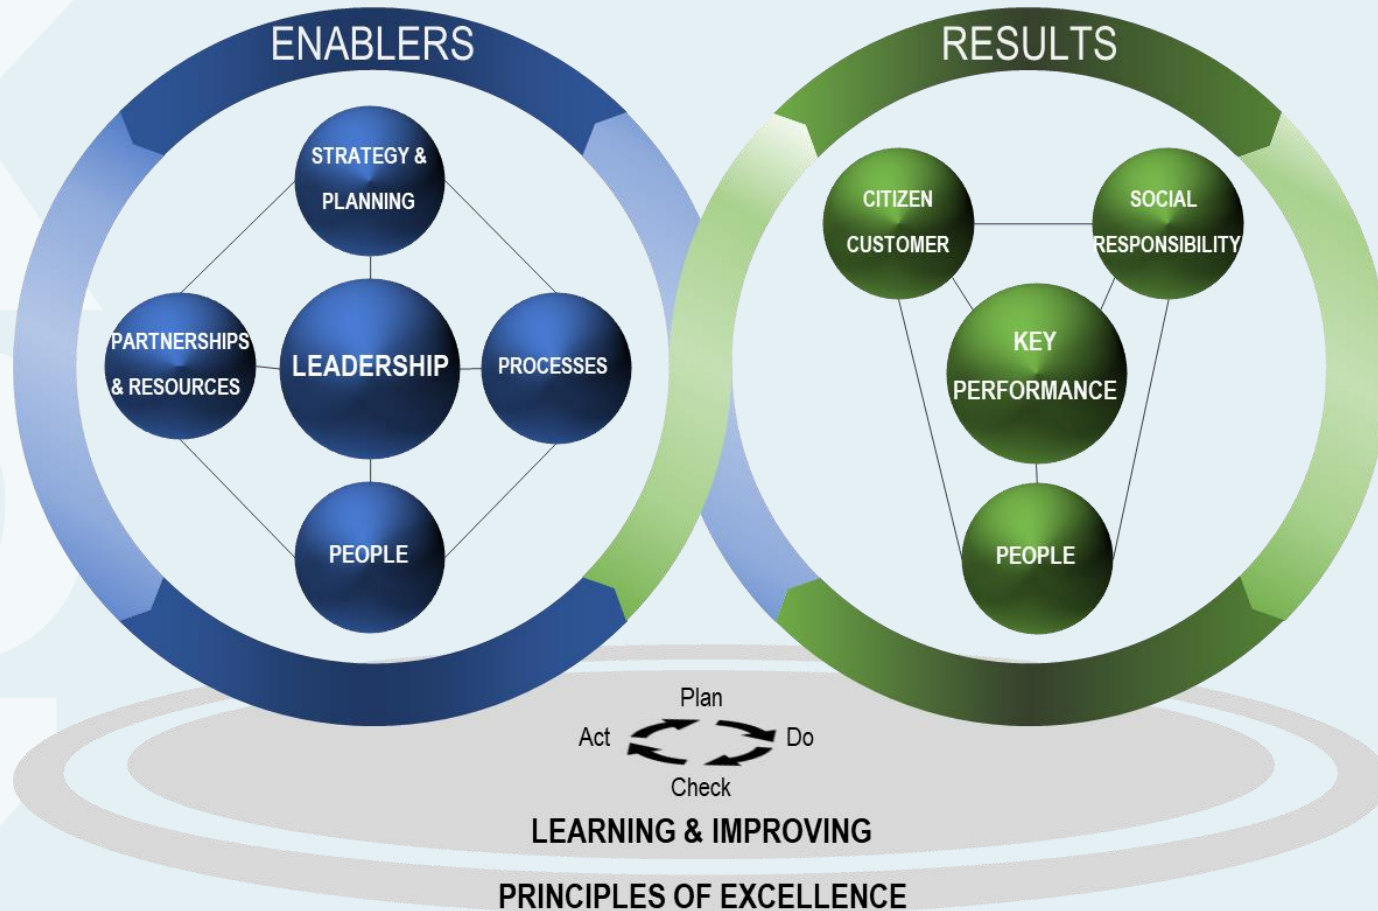 ENABLERS
STRATEGY &
PLANNING
PARTNERSHIPS
& RESOURCES
LEADERSHIP
PROCESSES
PEOPLE
RESULTS
CITIZEN
CUSTOMER
SOCIAL
RESPONSIBILITY
KEY
PERFORMANCE
PEOPLE
Plan
Act
Do
Check
LEARNING & IMPROVING
PRINCIPLES OF EXCELLENCE